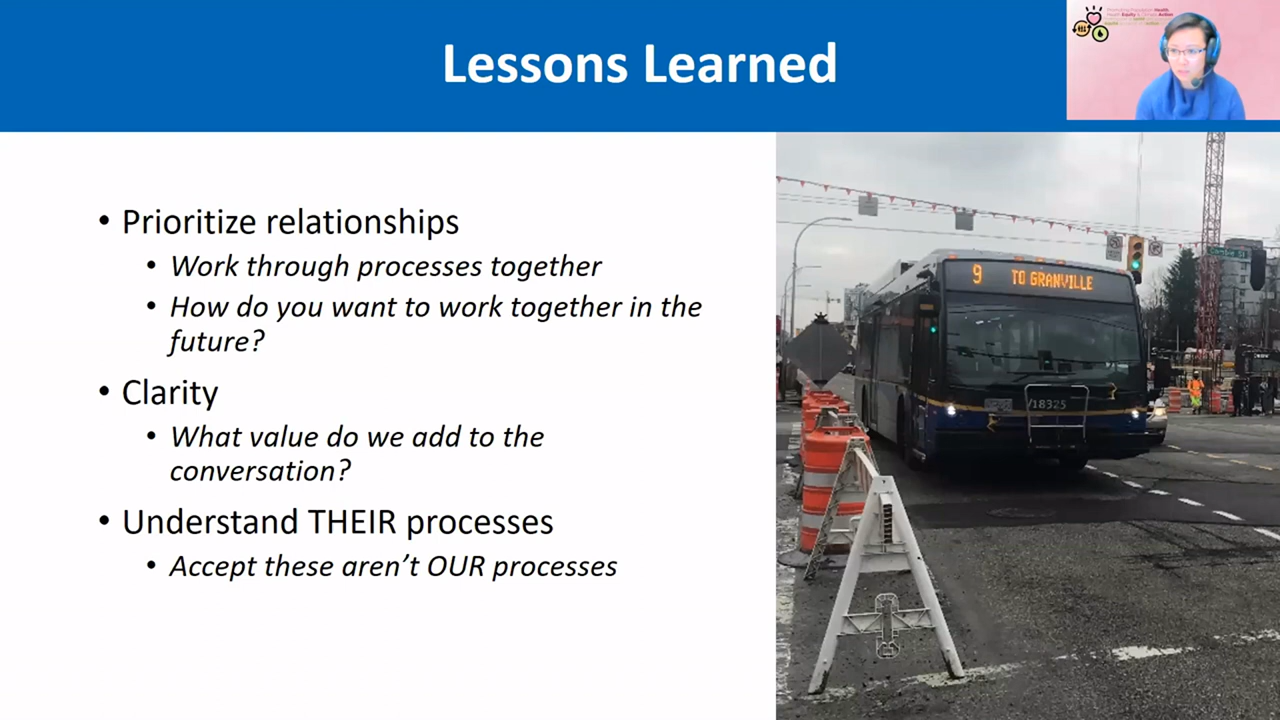 Lessons Learned
• Prioritize relationships
• Work through processes together
• How do you want to work together in the
future?
• Clarity
• What value do we add to the
conversation?
• Understand THEIR processes
• Accept these aren't OUR processes
9 TO GRANVILLE
V18325